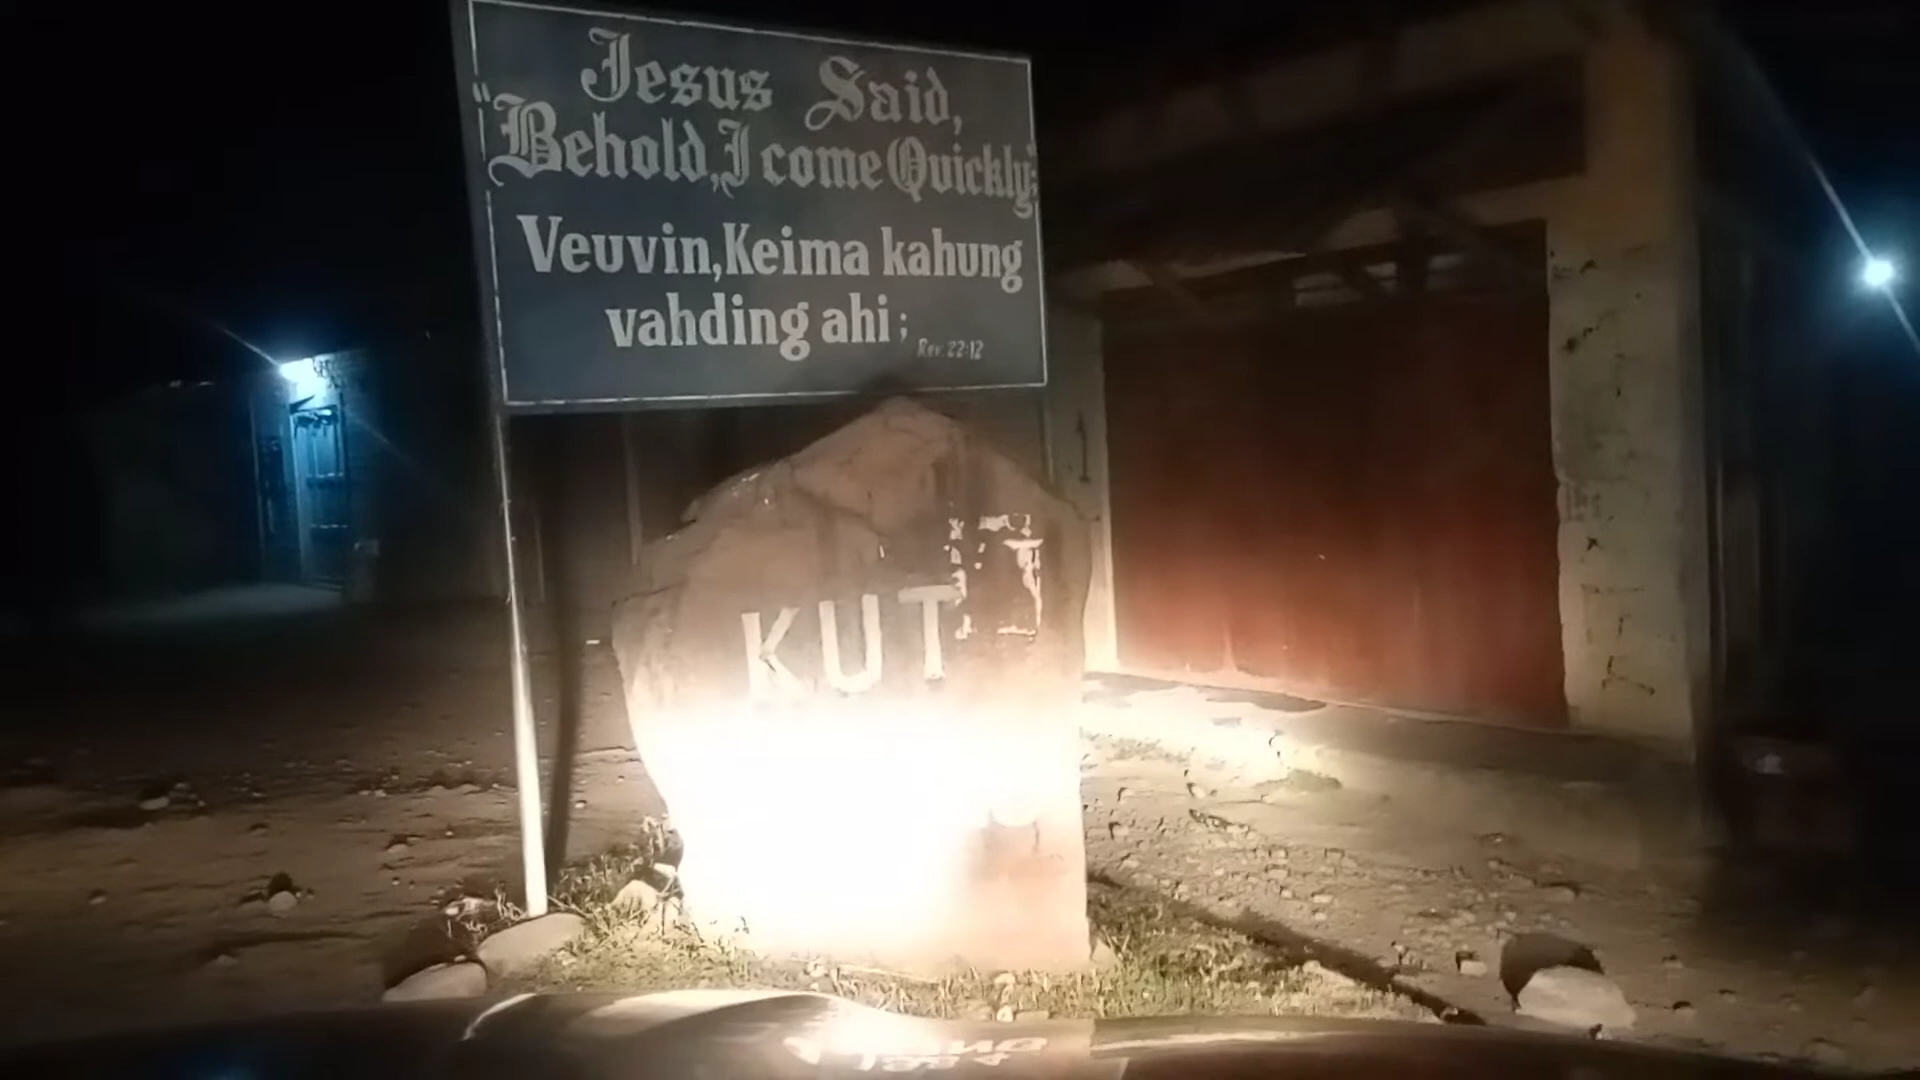 Jesus Said,
"Behold, I come Quickly;"
Veuvin, Keima kahung
vahding ahi;
Rev. 22:12
KUT